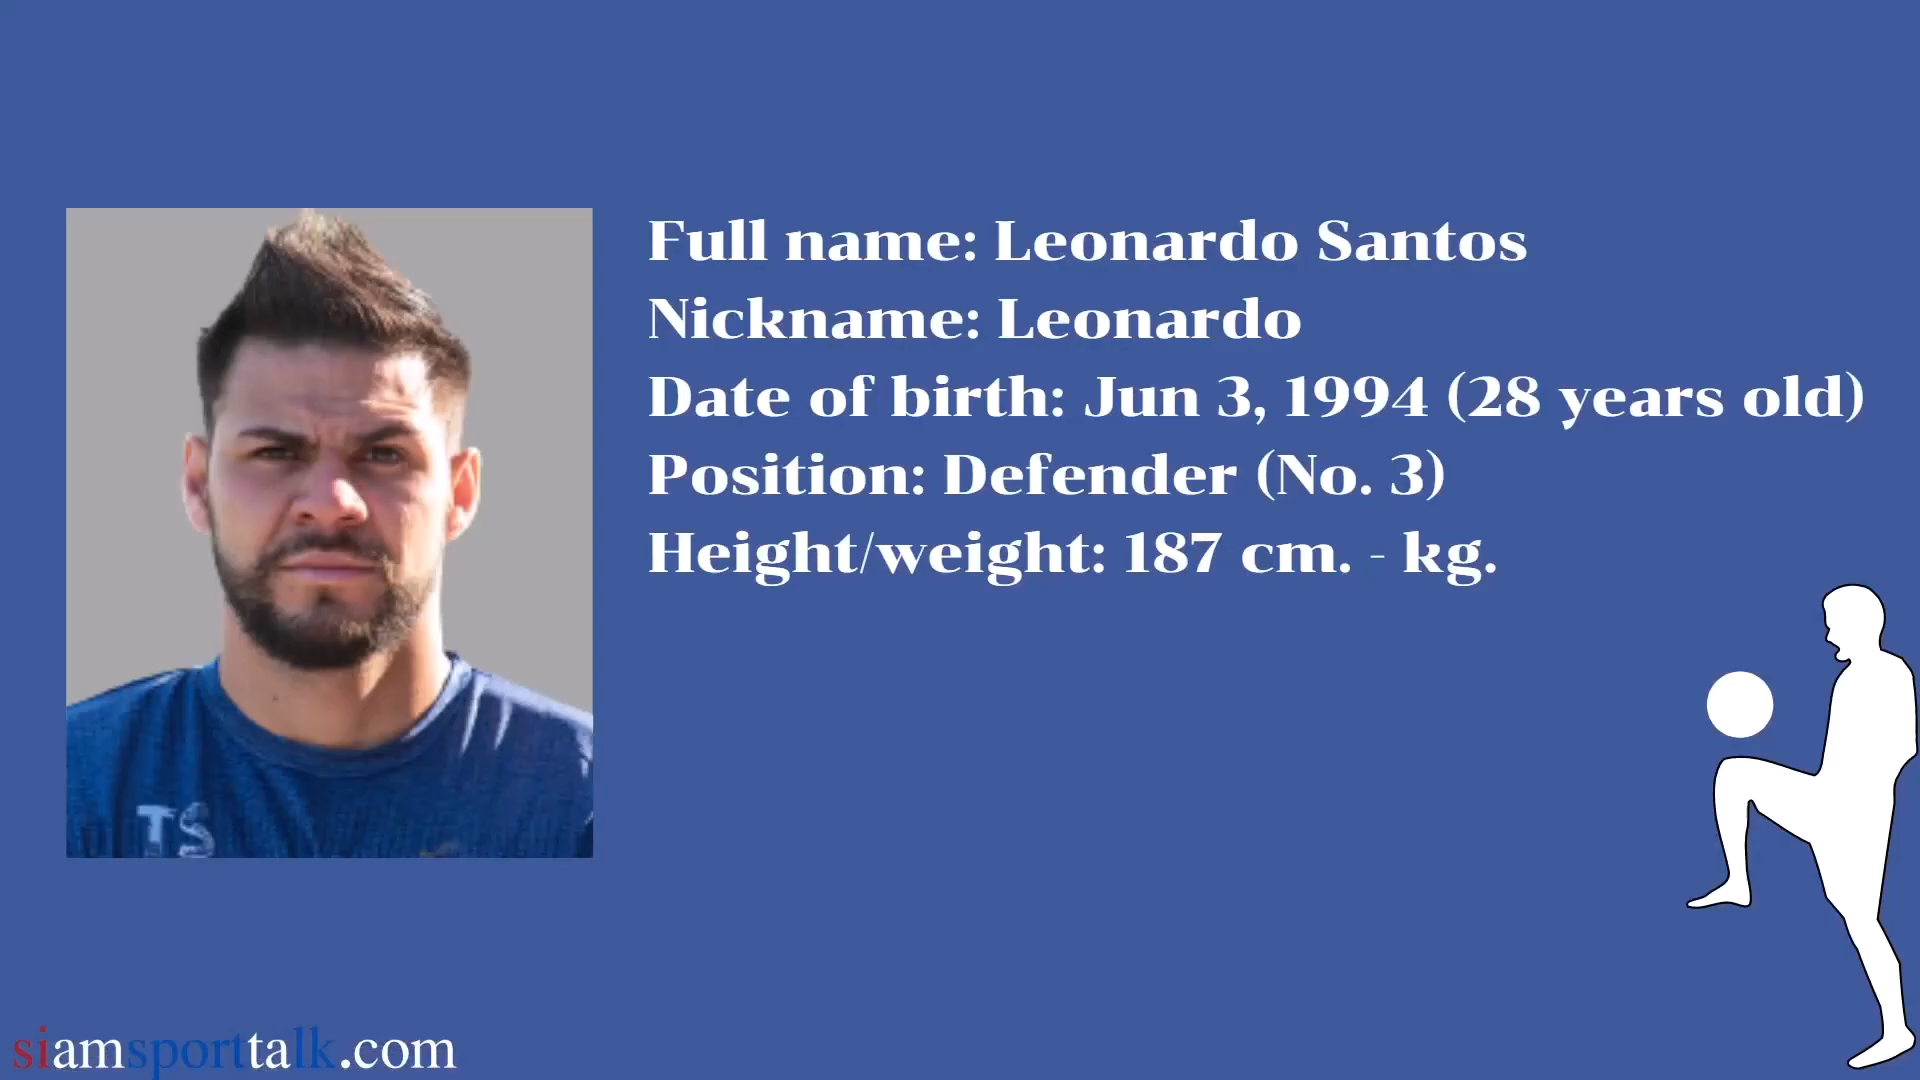 Full name: Leonardo Santos
Nickname: Leonardo
Date of birth: Jun 3, 1994 (28 years old)
Position: Defender (No. 3)
Height/weight: 187 cm. - kg.
TS
siamsporttalk.com